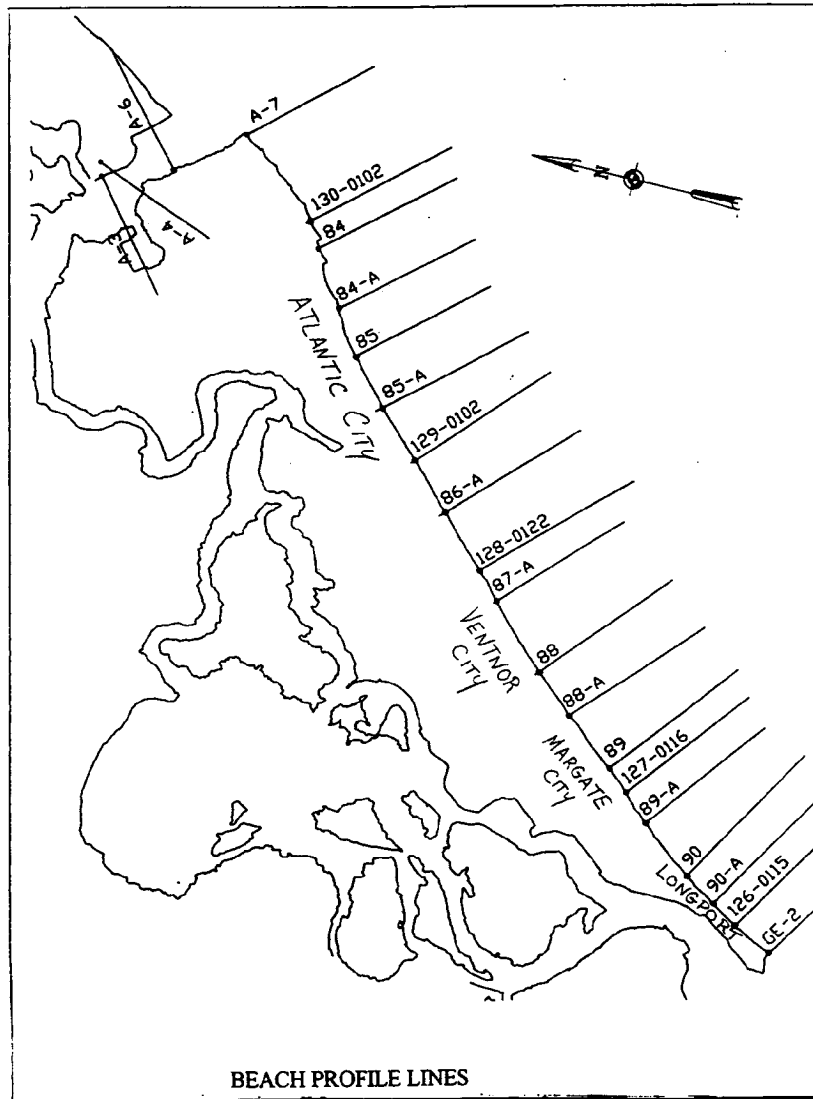 A-7
A-6
N
130-0102
84
A-4
A-3
84-A
ATLANTIC CITY
85
85-A
129-0102
86-A
128-0122
87-A
VENTNOR
CITY
88
88-A
MARGATE
CITY
89
127-0116
89-A
90
LONGPORT
90-A
126-0115
GE-2
BEACH PROFILE LINES